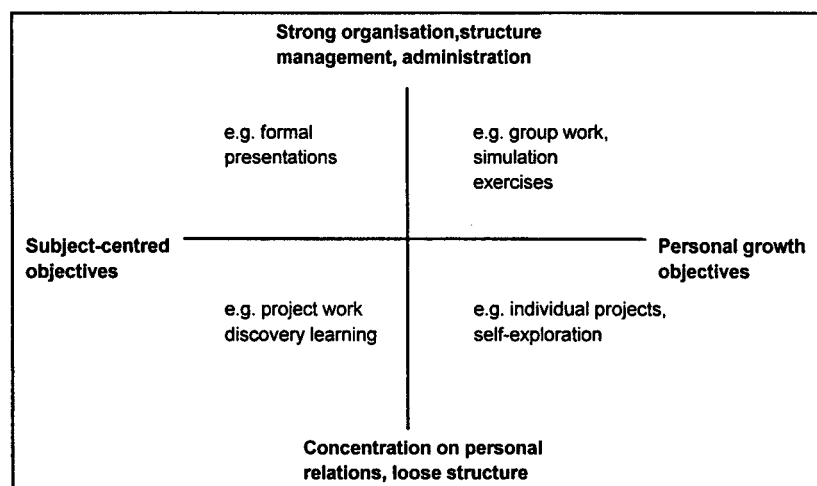 Strong organisation,structure
management, administration
e.g. formal
presentations
e.g. group work,
simulation
exercises
Subject-centred
objectives
Personal growth
objectives
e.g. project work
discovery learning
e.g. individual projects,
self-exploration
Concentration on personal
relations, loose structure